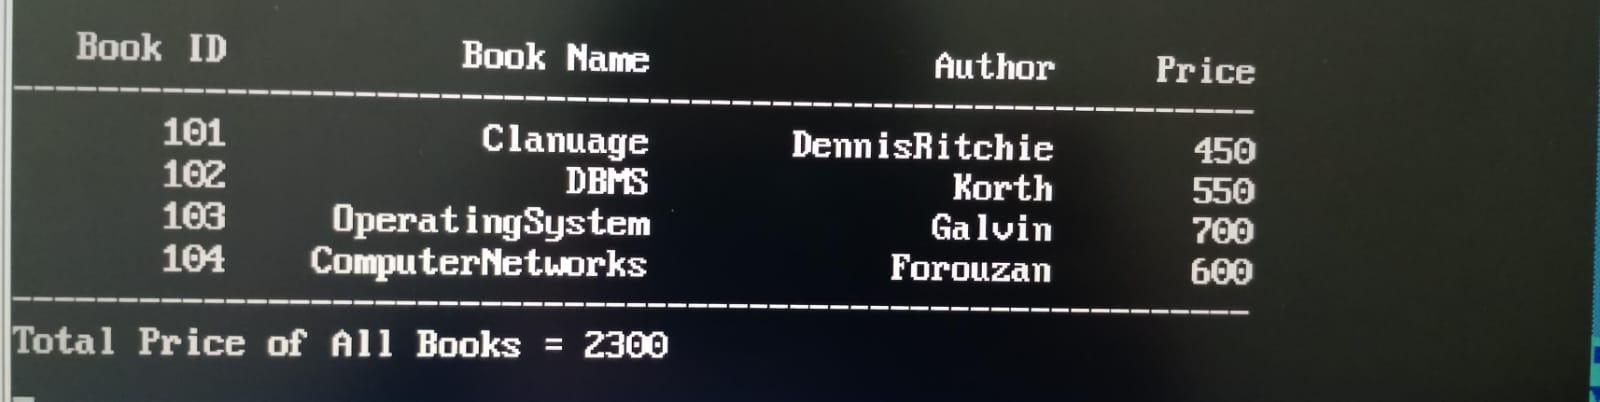 Book ID Book Name Author Price
--------------------------------------------------------------
101 Clanuage DennisRitchie 450
102 DBMS Korth 550
103 OperatingSystem Galvin 700
104 ComputerNetworks Forouzan 600
--------------------------------------------------------------
Total Price of All Books = 2300